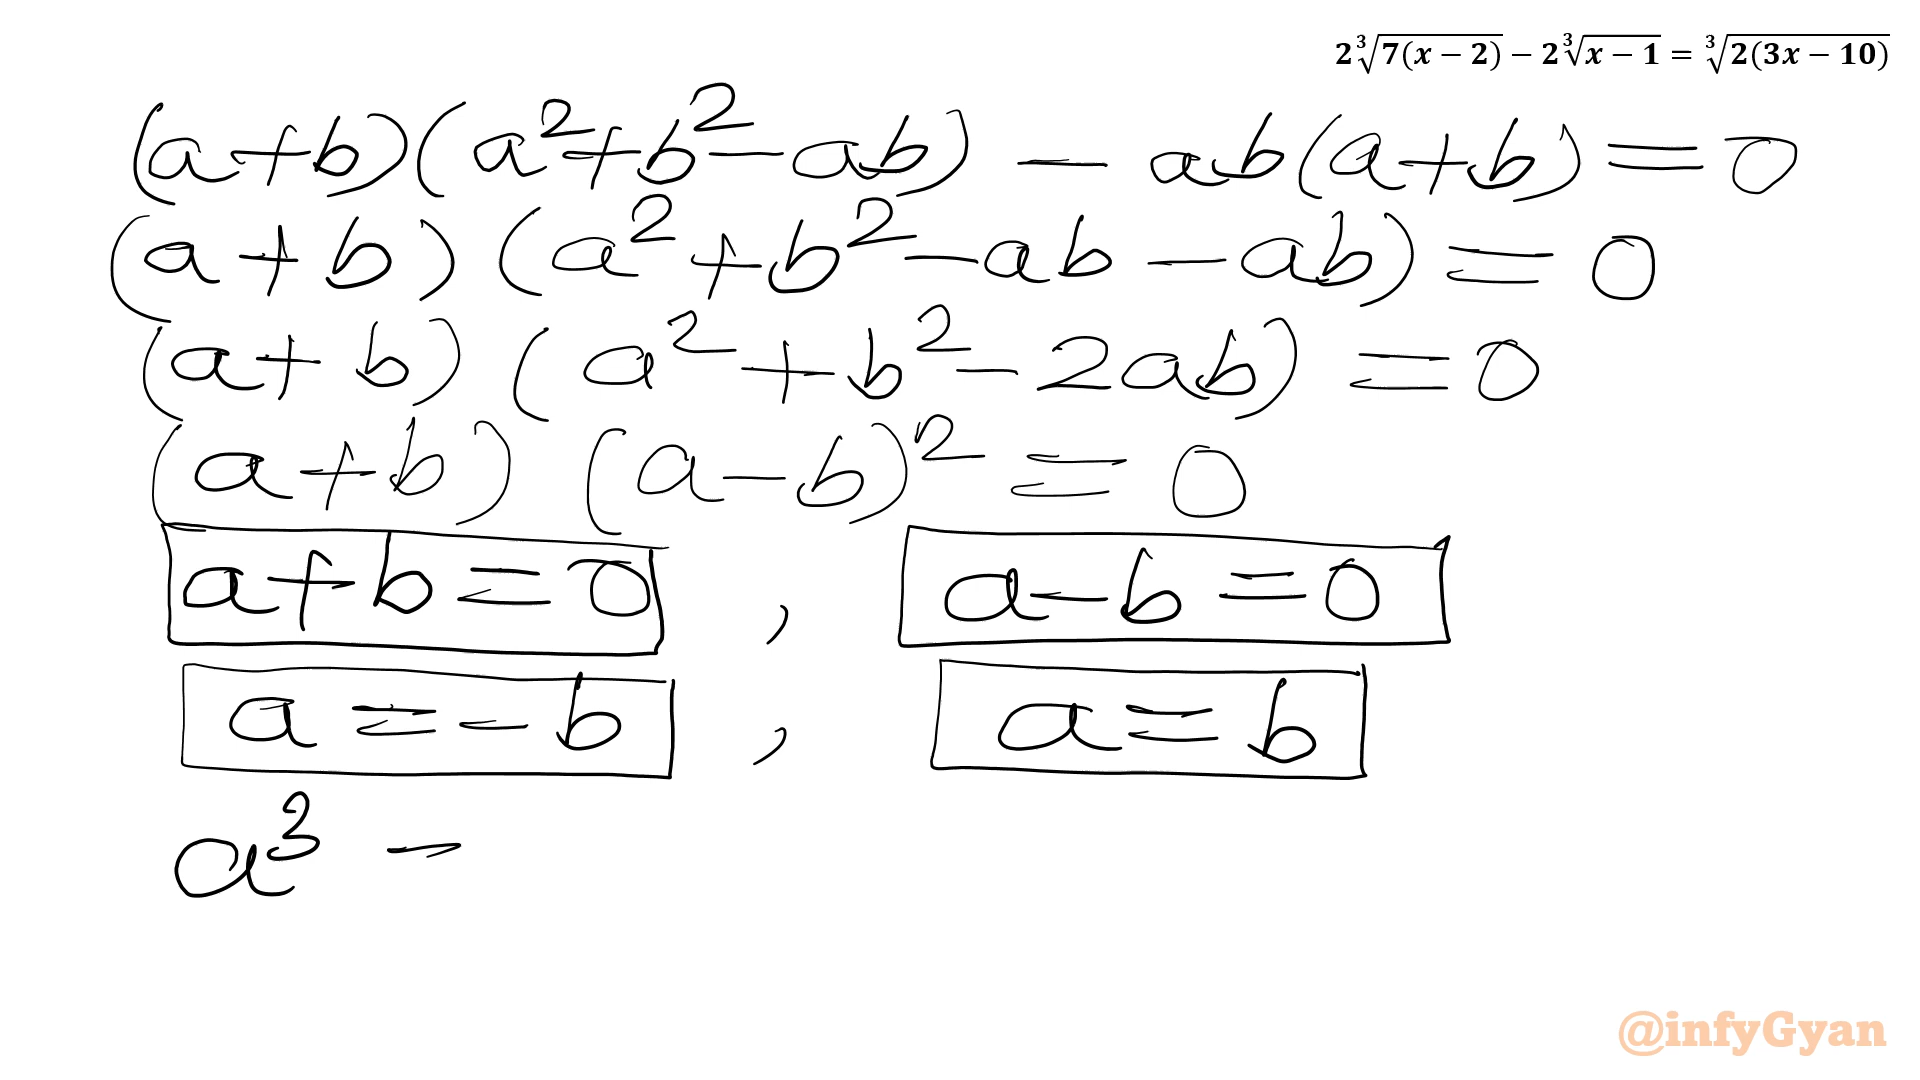 2∛7(x − 2) − 2∛x − 1 = ∛2(3x − 10)
(a+b)(a²+b²−ab) − ab(a+b) = 0
(a+b) (a²+b²−ab−ab) = 0
(a+b) (a²+b²−2ab) = 0
(a+b) (a−b)² = 0
a+b=0 , a−b=0
a=−b , a=b
a³ −
@infyGyan